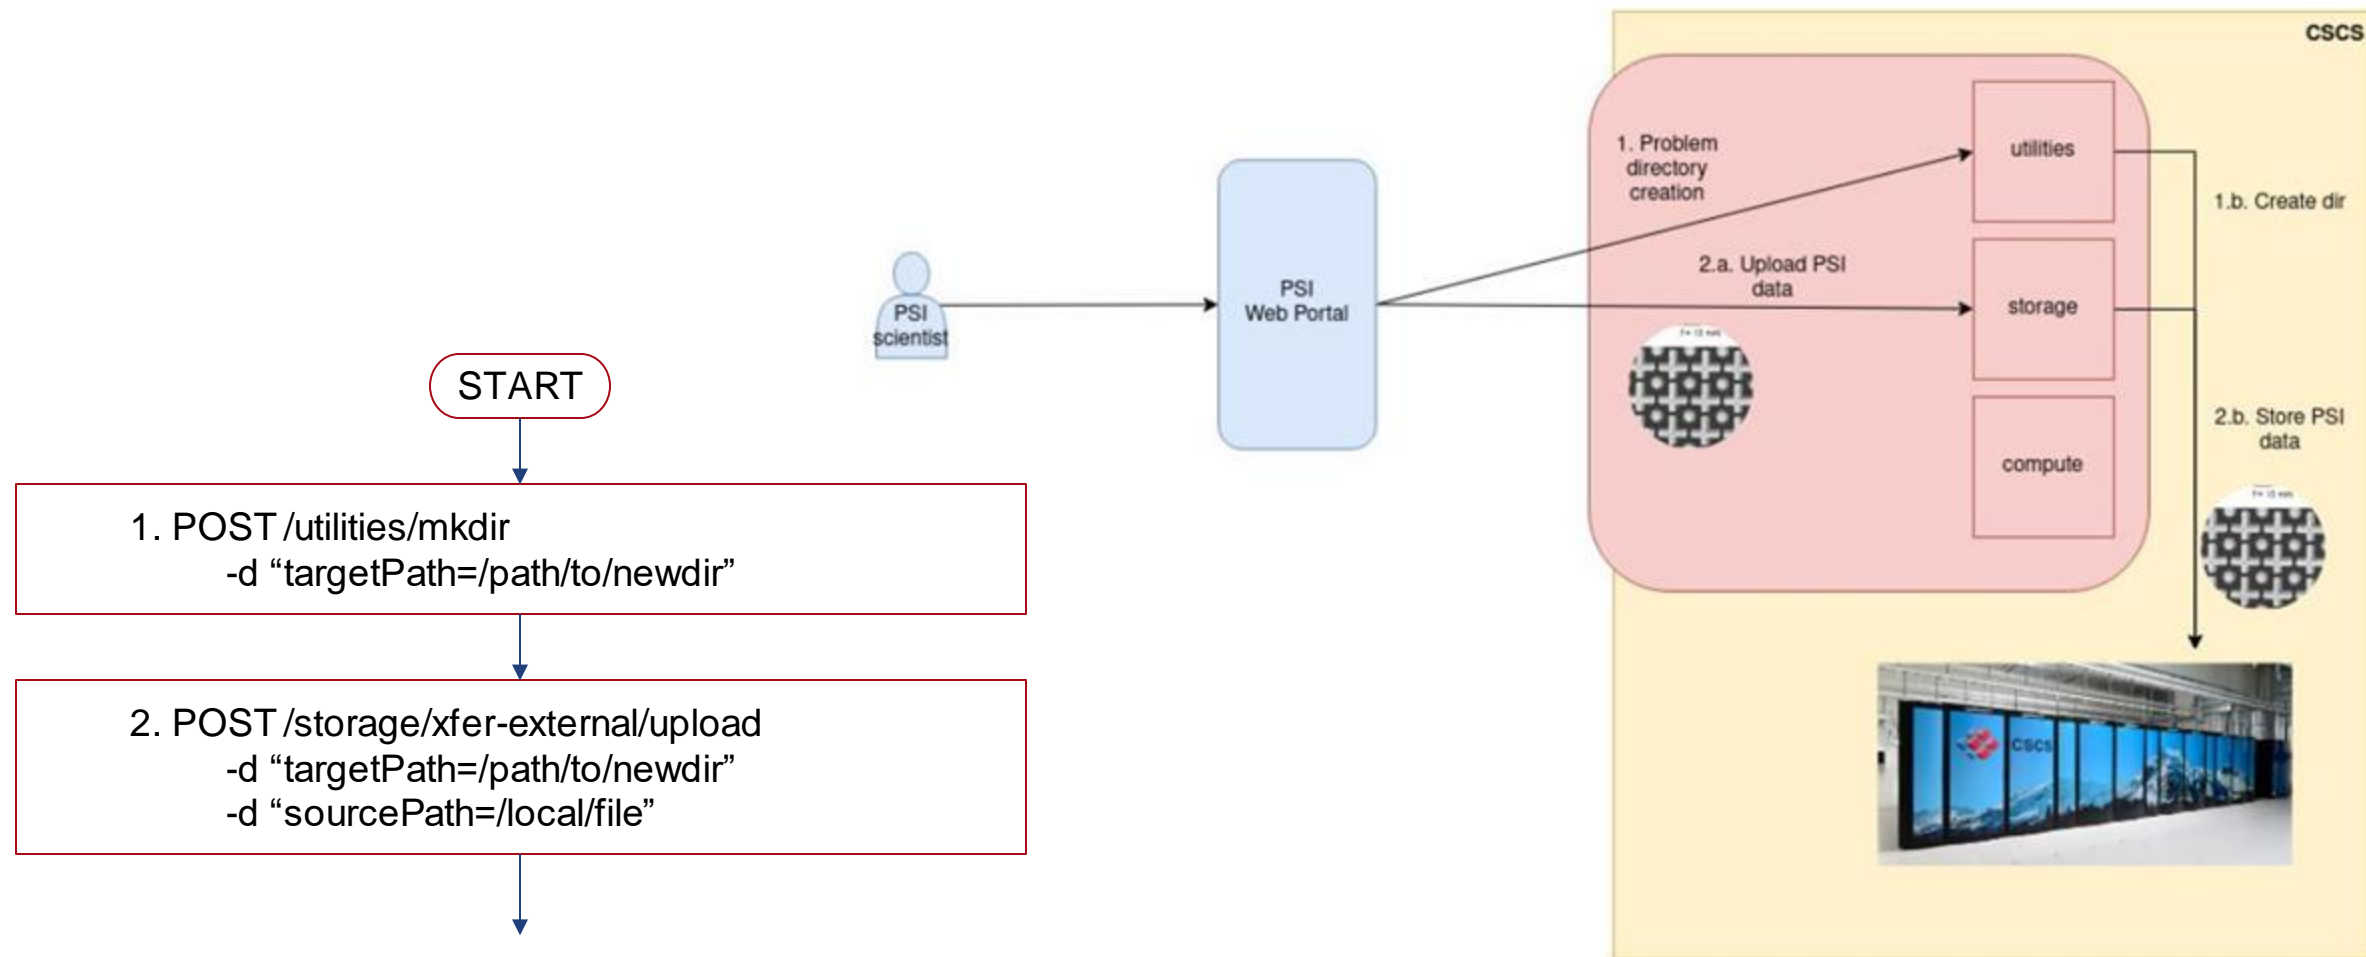 START
1. POST /utilities/mkdir
-d “targetPath=/path/to/newdir”
2. POST /storage/xfer-external/upload
-d “targetPath=/path/to/newdir”
-d “sourcePath=/local/file”
PSI
scientist
PSI
Web Portal
CSCS
1. Problem
directory
creation
2.a. Upload PSI
data
utilities
storage
compute
1.b. Create dir
2.b. Store PSI
data
CSCS